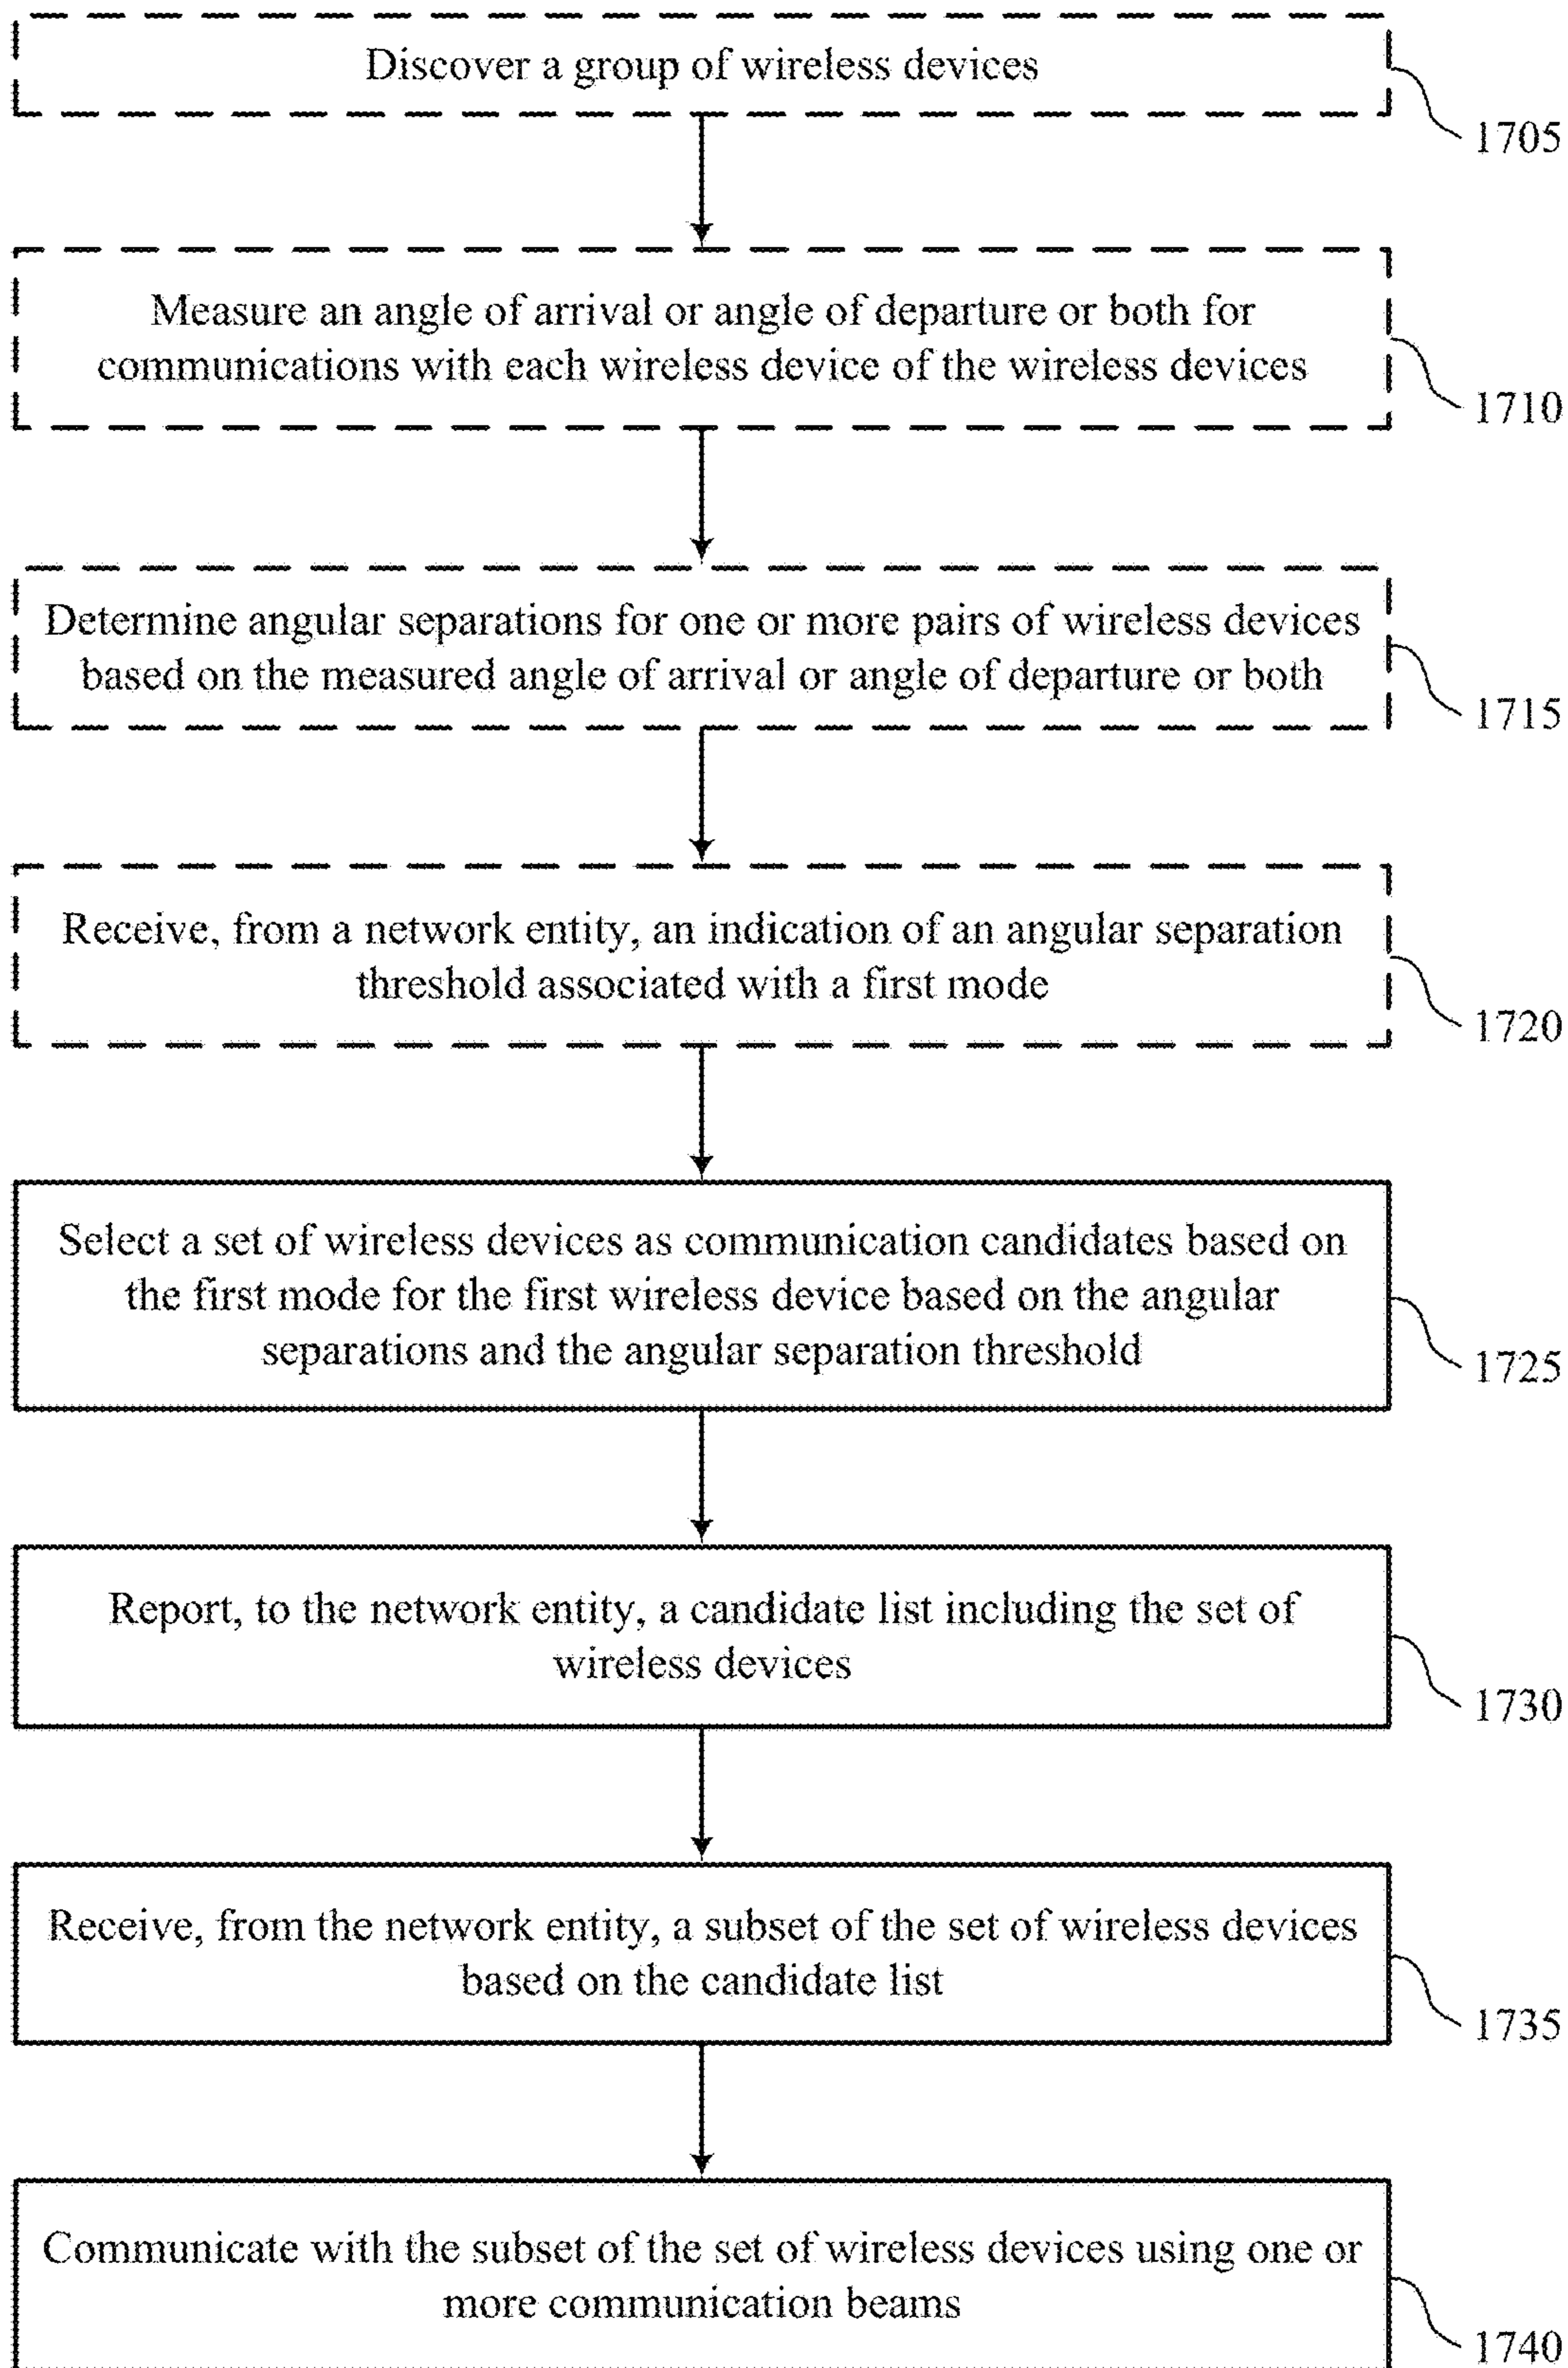 Discover a group of wireless devices
1705
Measure an angle of arrival or angle of departure or both for
communications with each wireless device of the wireless devices
1710
Determine angular separations for one or more pairs of wireless devices
based on the measured angle of arrival or angle of departure or both
1715
Receive, from a network entity, an indication of an angular separation
threshold associated with a first mode
1720
Select a set of wireless devices as communication candidates based on
the first mode for the first wireless device based on the angular
separations and the angular separation threshold
1725
Report, to the network entity, a candidate list including the set of
wireless devices
1730
Receive, from the network entity, a subset of the set of wireless devices
based on the candidate list
1735
Communicate with the subset of the set of wireless devices using one or
more communication beams
1740